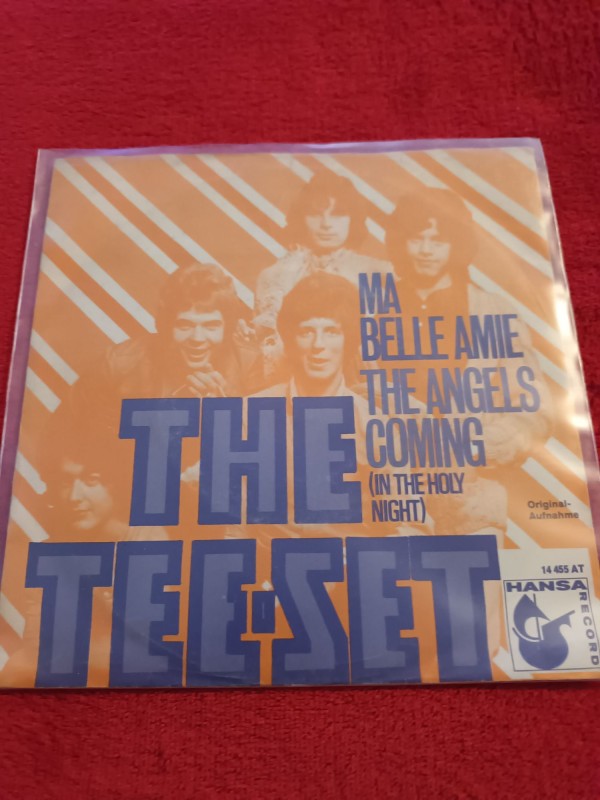 MA
BELLE AMIE
THE ANGELS
COMING
(IN THE HOLY
NIGHT)
THE
TEE-SET
Original-
Aufnahme
14 455 AT
HANSA
RECORD